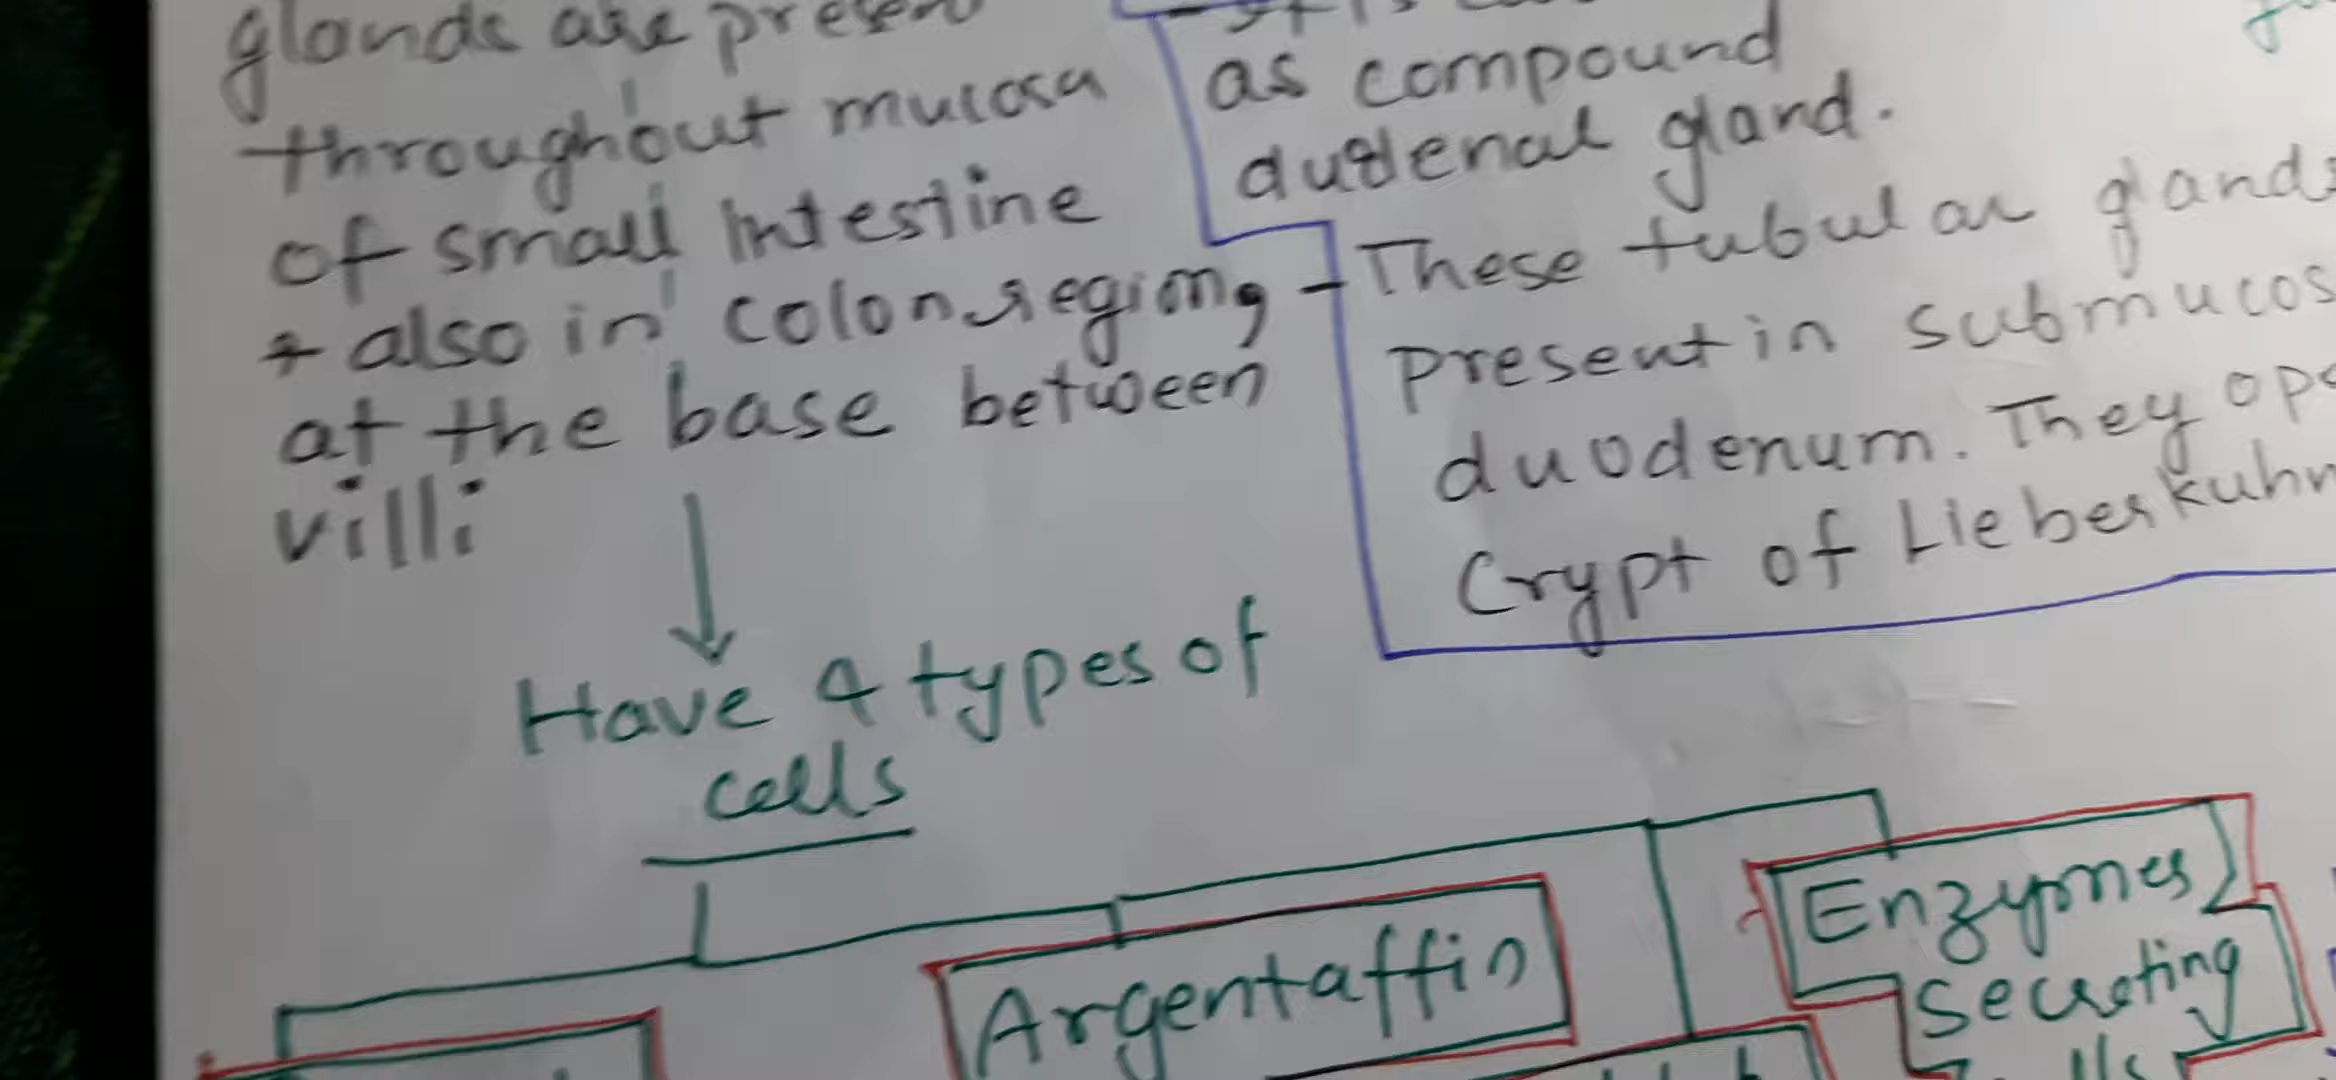 glands are present
throughout mucosa
of small intestine
+ also in colon region,
at the base between
villi
Have 4 types of
cells
as compound
dudenal gland.
- These tubular glands
present in submucos
duodenum. They ope
Crypt of Lieberkuhn
Argentaffin
Enzymes
secreting